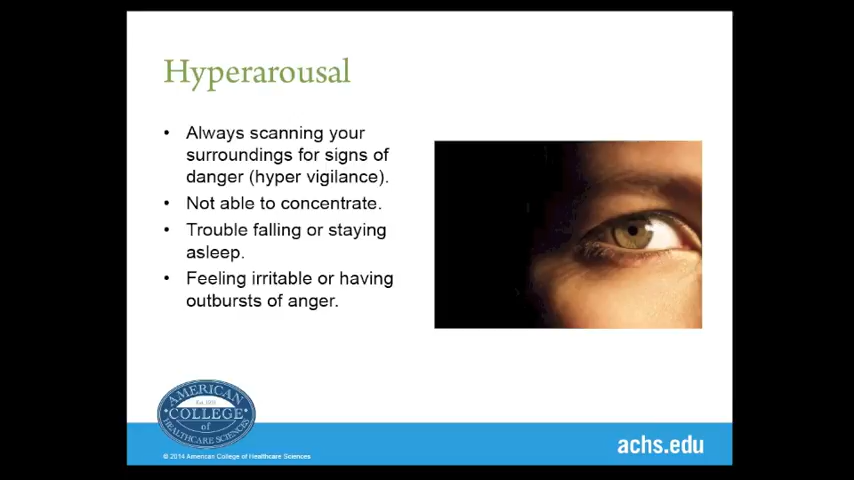 Hyperarousal
• Always scanning your
surroundings for signs of
danger (hyper vigilance).
• Not able to concentrate.
• Trouble falling or staying
asleep.
• Feeling irritable or having
outbursts of anger.
AMERICAN
COLLEGE
of
HEALTHCARE SCIENCES
achs.edu
© 2014 American College of Healthcare Sciences